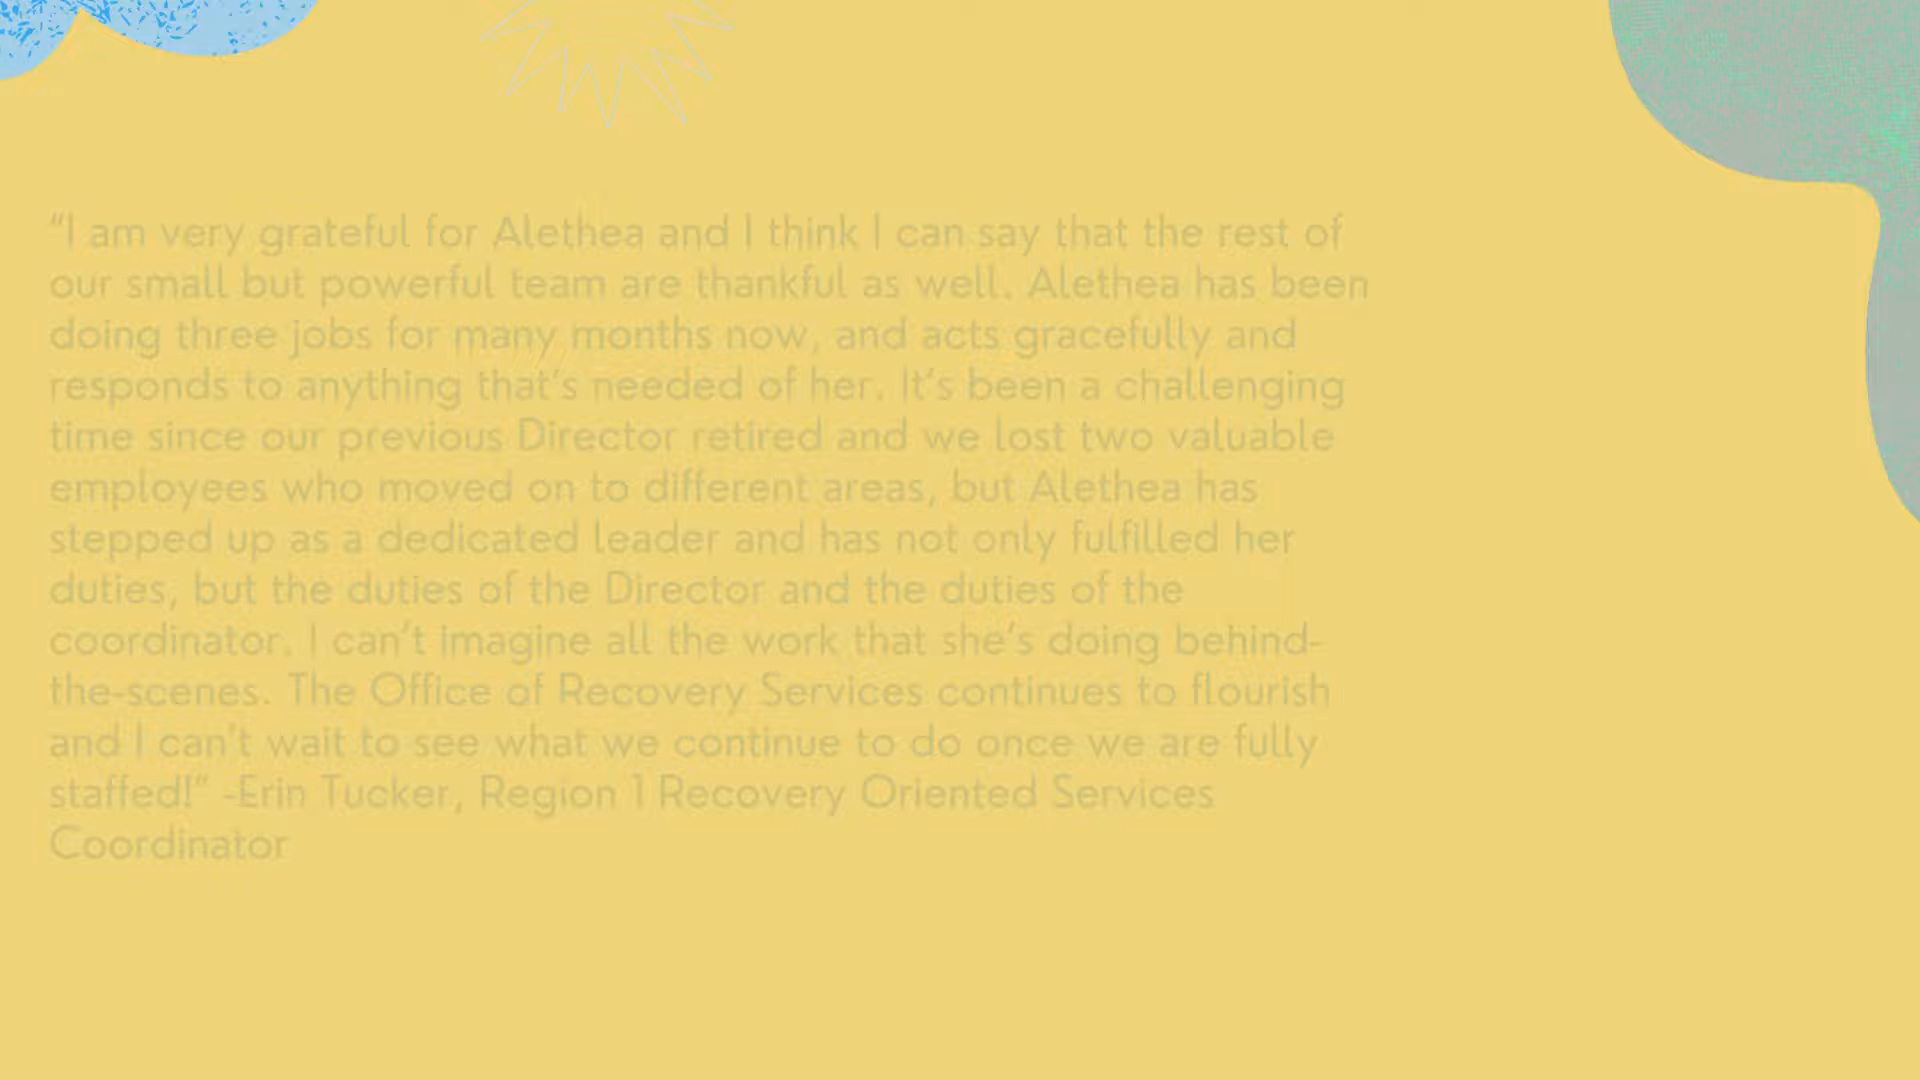 “I am very grateful for Alethea and I think I can say that the rest of
our small but powerful team are thankful as well. Alethea has been
doing three jobs for many months now, and acts gracefully and
responds to anything that’s needed of her. It’s been a challenging
time since our previous Director retired and we lost two valuable
employees who moved on to different areas, but Alethea has
stepped up as a dedicated leader and has not only fulfilled her
duties, but the duties of the Director and the duties of the
coordinator. I can’t imagine all the work that she’s doing behind-
the-scenes. The Office of Recovery Services continues to flourish
and I can't wait to see what we continue to do once we are fully
staffed!” -Erin Tucker, Region 1 Recovery Oriented Services
Coordinator